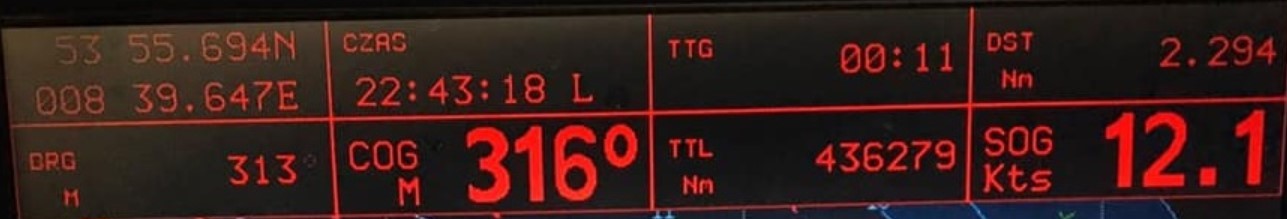 53 55.694N
008 39.647E
CZAS
22:43:18 L
TTG 00:11
DST 2.294
Nm
BRG 313°
M
COG 316°
M
TTL 436279
Nm
SOG 12.1
Kts